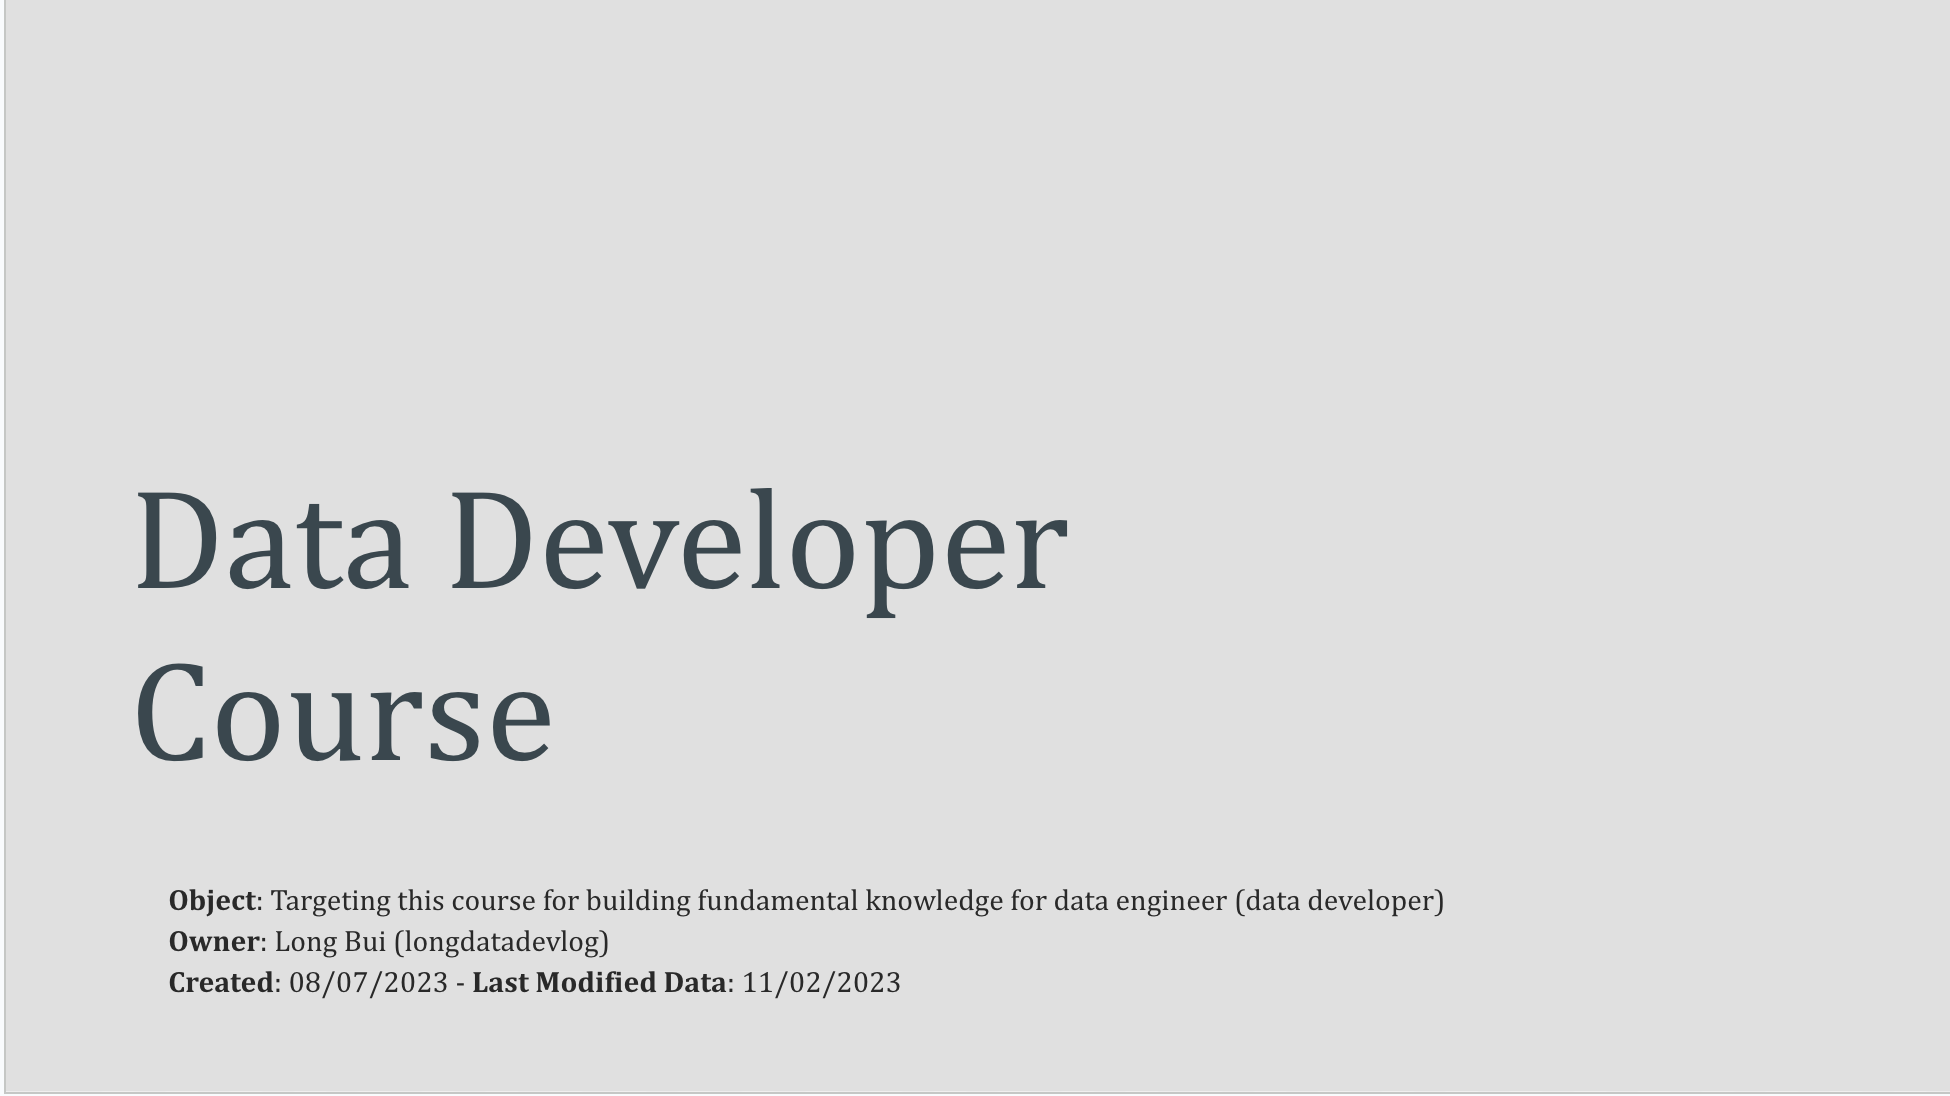 Data Developer
Course
Object: Targeting this course for building fundamental knowledge for data engineer (data developer)
Owner: Long Bui (longdatadevlog)
Created: 08/07/2023 - Last Modified Data: 11/02/2023